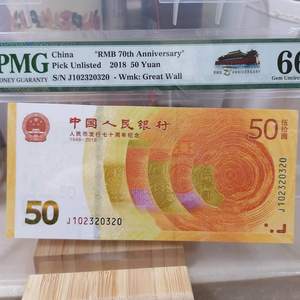 PMG
MONEY GUARANTY
China "RMB 70th Anniversary"
Pick Unlisted 2018 50 Yuan
S/N J102320320 - Wmk: Great Wall
66
Gem Uncirc
中国人民银行
人民币发行七十周年纪念
1948-2018
50
伍拾圆
50
J102320320
J102320320